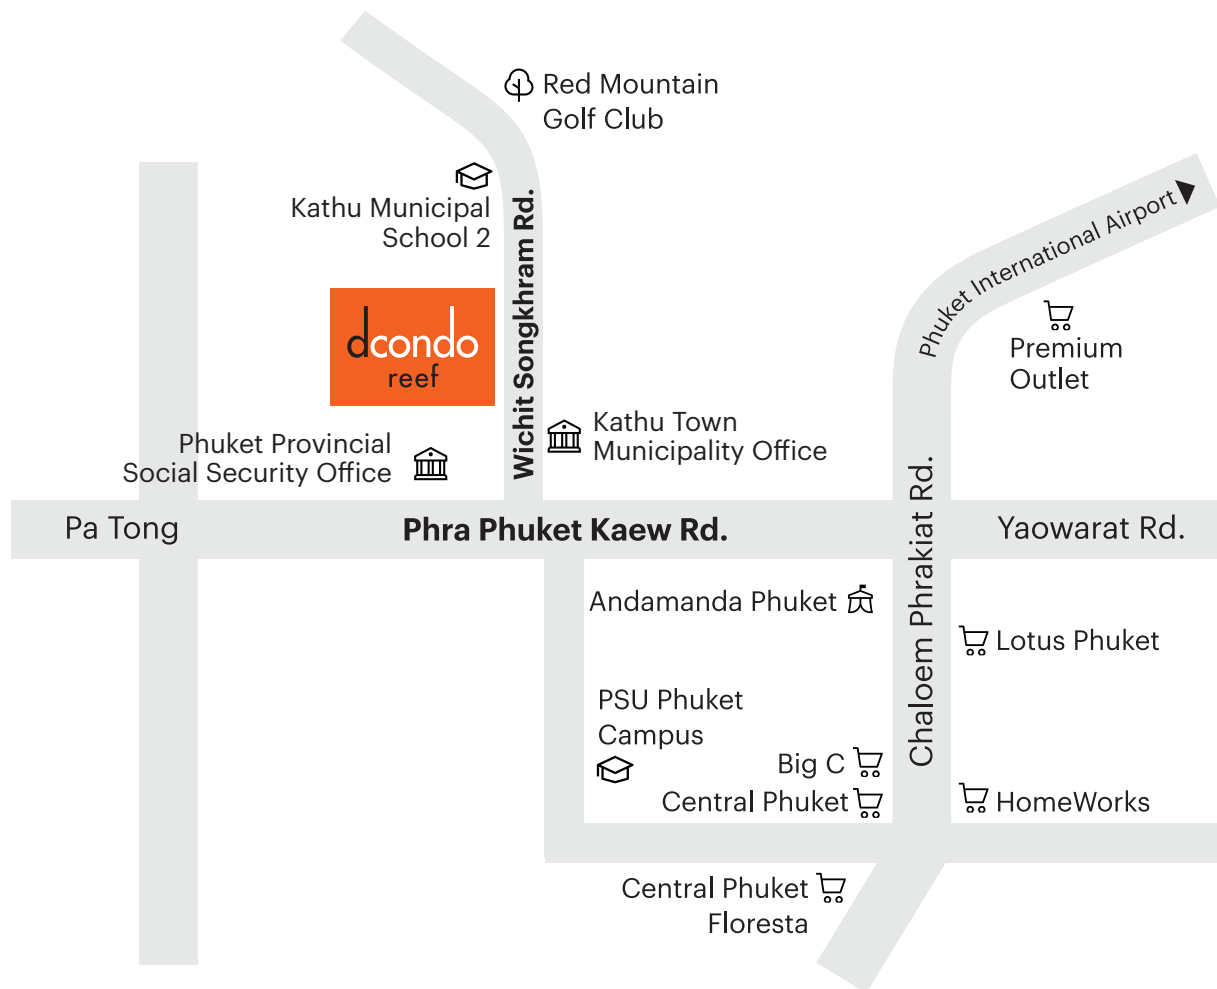 Red Mountain
Golf Club
Kathu Municipal
School 2
Wichit Songkhram Rd.
Phuket International Airport
dcondo
reef
Premium
Outlet
Kathu Town
Municipality Office
Phuket Provincial
Social Security Office
Pa Tong
Phra Phuket Kaew Rd.
Yaowarat Rd.
Chaloem Phrakiat Rd.
Andamanda Phuket
Lotus Phuket
PSU Phuket
Campus
Big C
Central Phuket
HomeWorks
Central Phuket
Floresta